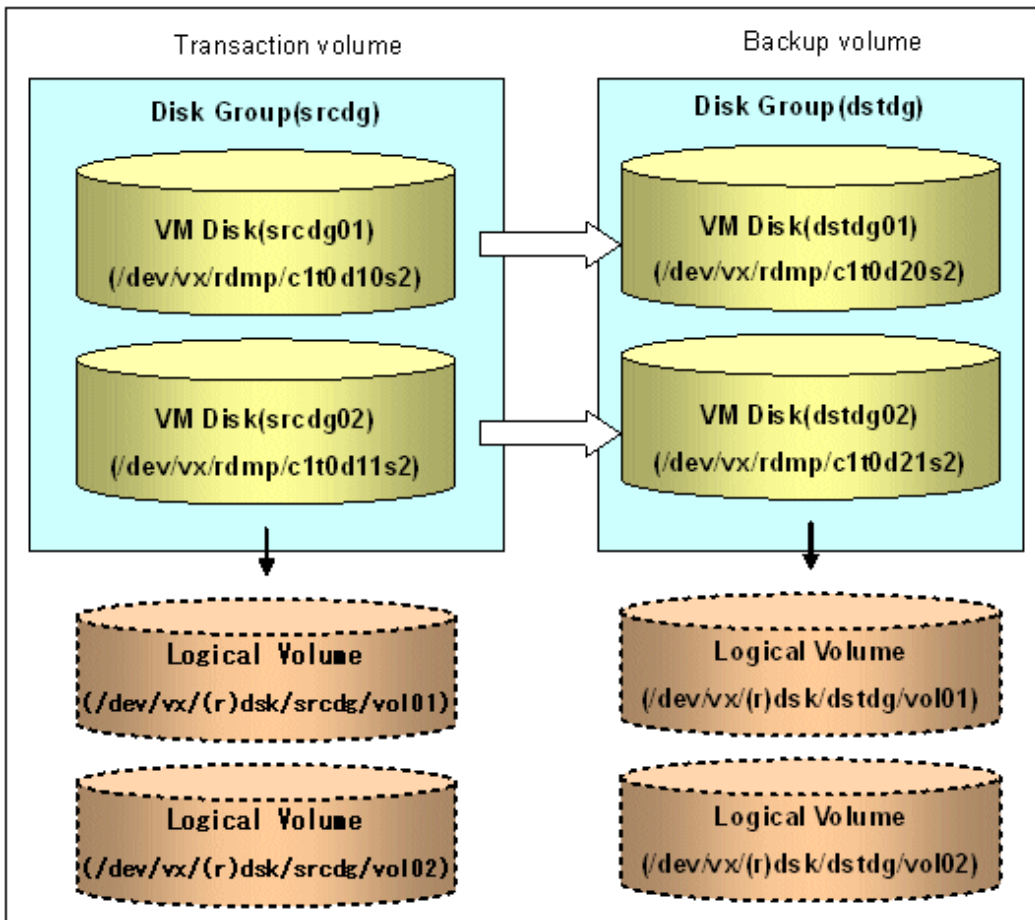 Transaction volume
Disk Group(srcdg)
VM Disk(srcdg01)
(/dev/vx/rdmp/c1t0d10s2)
VM Disk(srcdg02)
(/dev/vx/rdmp/c1t0d11s2)
Logical Volume
(/dev/vx/(r)dsk/srcdg/vol01)
Logical Volume
(/dev/vx/(r)dsk/srcdg/vol02)
Backup volume
Disk Group(dstdg)
VM Disk(dstdg01)
(/dev/vx/rdmp/c1t0d20s2)
VM Disk(dstdg02)
(/dev/vx/rdmp/c1t0d21s2)
Logical Volume
(/dev/vx/(r)dsk/dstdg/vol01)
Logical Volume
(/dev/vx/(r)dsk/dstdg/vol02)